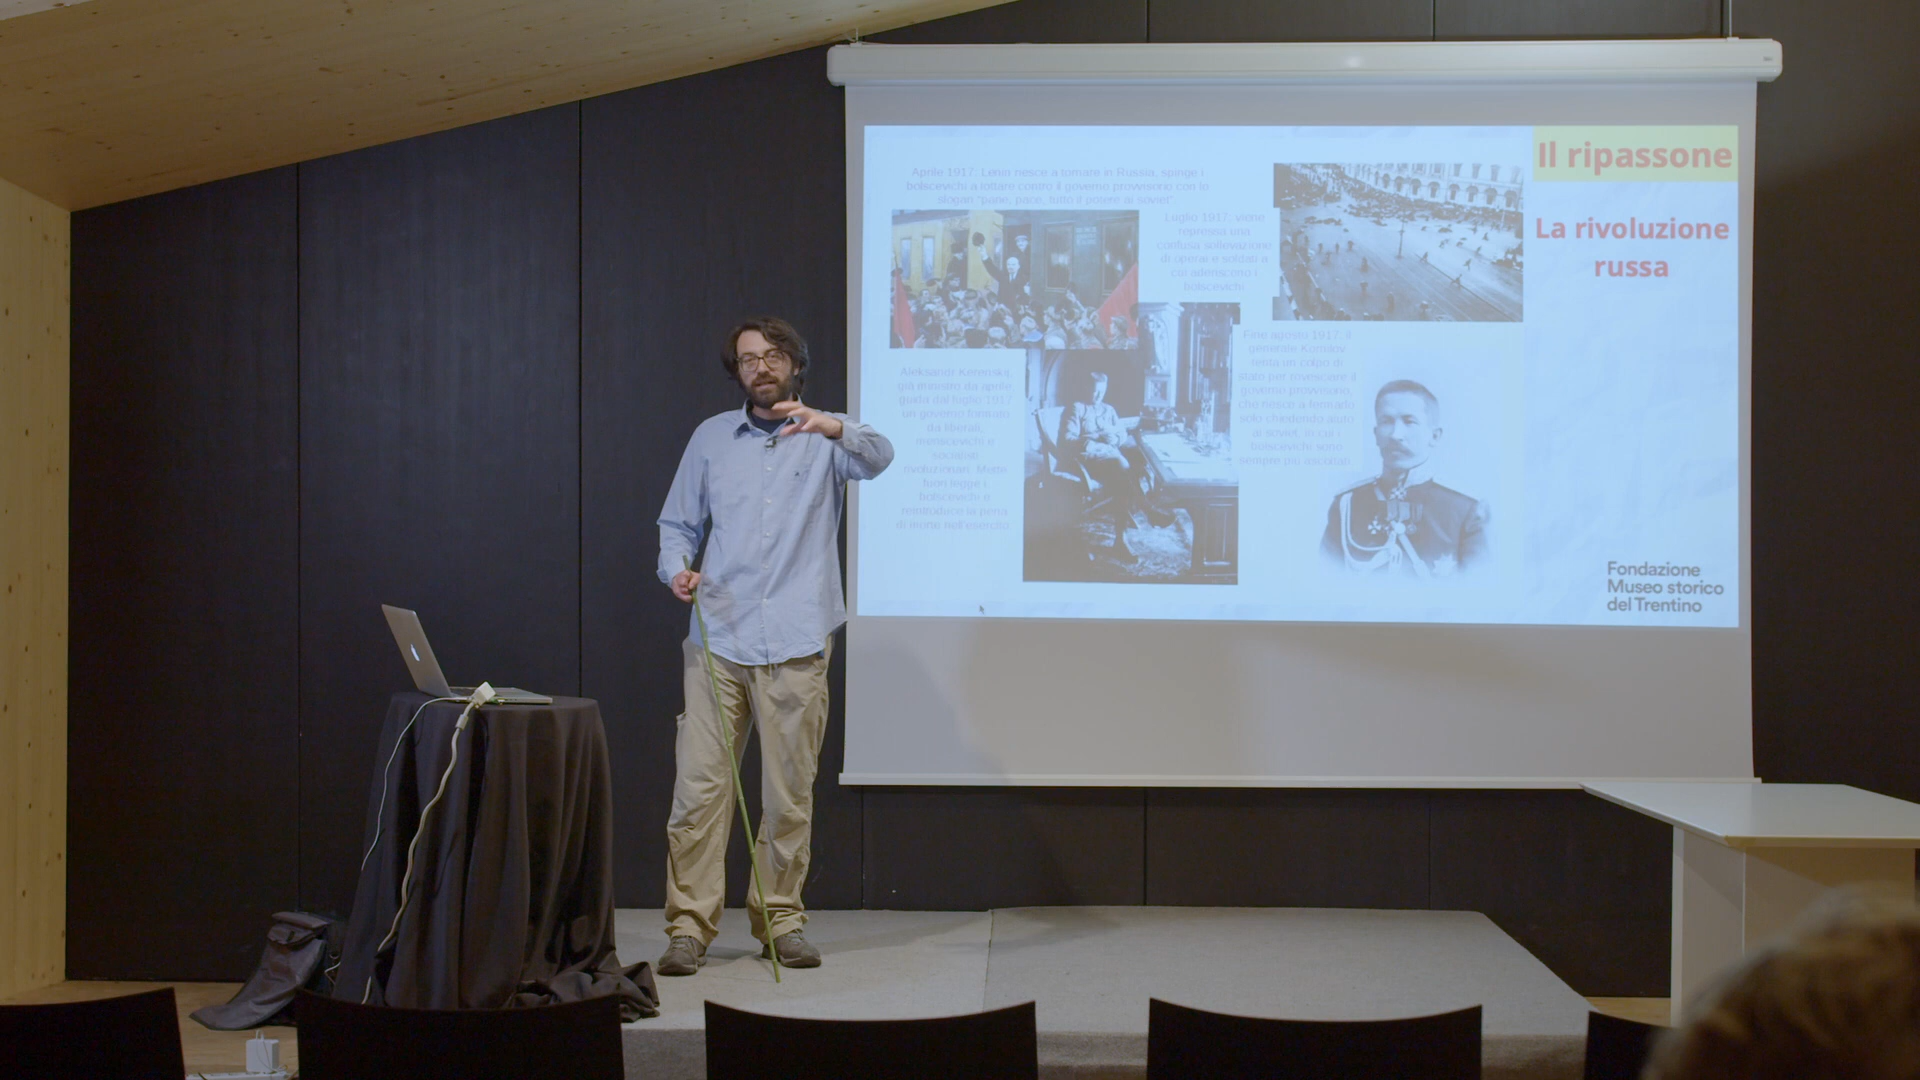 Il ripassone
La rivoluzione
russa
Aprile 1917: Lenin riesce a tornare in Russia, spinge i
bolscevichi a lottare contro il governo provvisorio con lo
slogan "pane, pace, tutto il potere ai soviet".
Luglio 1917: viene
repressa una
confusa sollevazione
di operai e soldati a
cui aderiscono i
bolscevichi.
Aleksandr Kerenskij,
già ministro da aprile,
guida dal luglio 1917
un governo formato
da liberali,
menscevichi e
socialisti
rivoluzionari. Mette
fuori legge i
bolscevichi e
reintroduce la pena
di morte nell'esercito
Fine agosto 1917: il
generale Kornilov
tenta un colpo di
stato per rovesciare il
governo provvisorio,
che riesce a fermarlo
solo chiedendo aiuto
ai soviet, in cui i
bolscevichi sono
sempre più ascoltati.
Fondazione
Museo storico
del Trentino